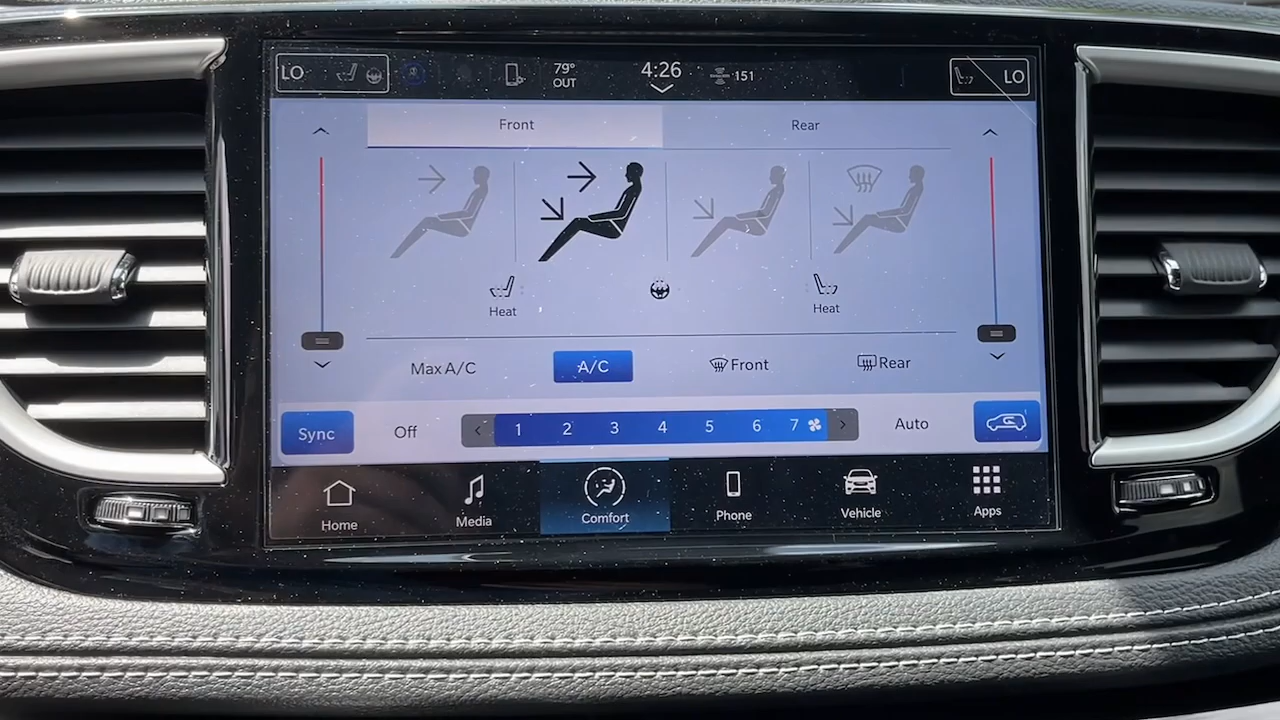 LO
79°
OUT
4:26
151
LO
Front
Rear
Heat
Heat
Max A/C
A/C
Front
Rear
Sync
Off
1 2 3 4 5 6 7
Auto
Home
Media
Comfort
Phone
Vehicle
Apps